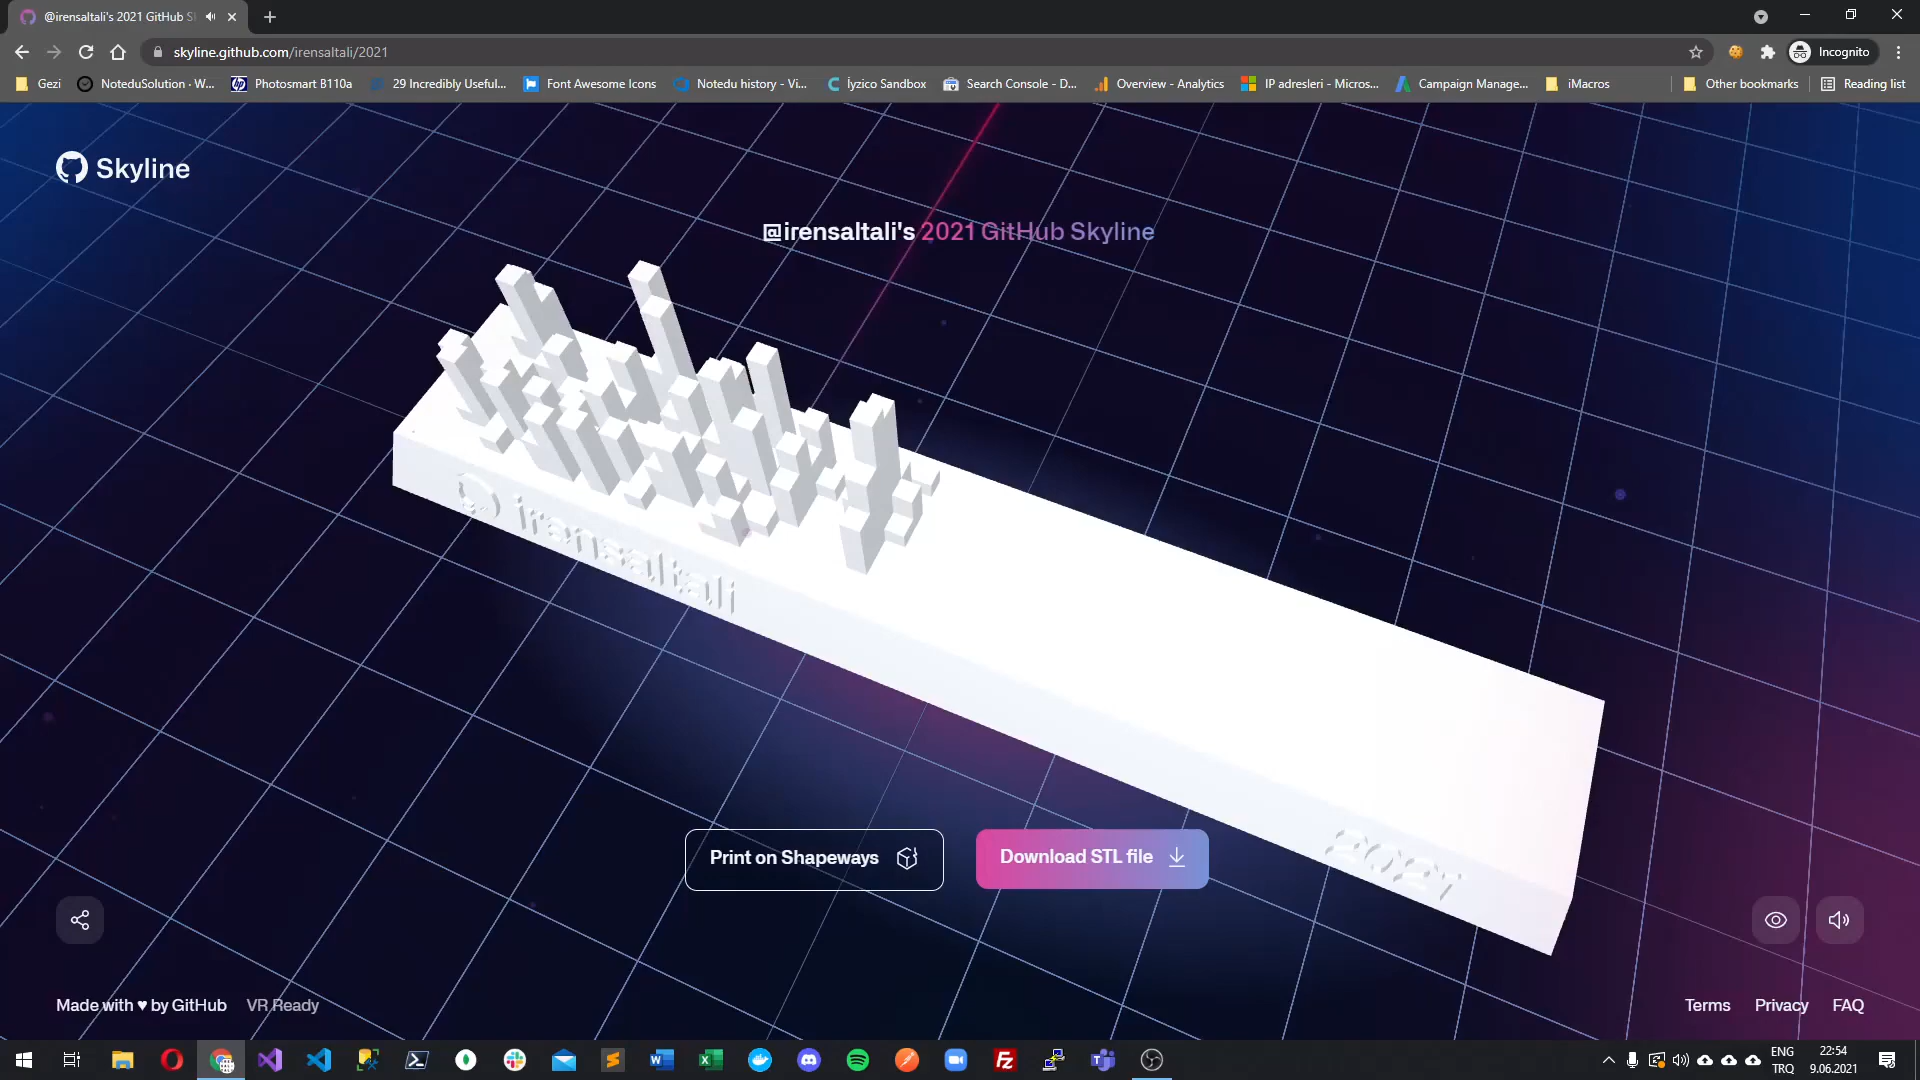 @irensaltali's 2021 GitHub S
skyline.github.com/irensaltali/2021
Incognito
Gezi
NoteduSolution · W...
Photosmart B110a
29 Incredibly Useful...
Font Awesome Icons
Notedu history - Vi...
İyzico Sandbox
Search Console - D...
Overview - Analytics
IP adresleri - Micros...
Campaign Manage...
iMacros
Other bookmarks
Reading list
Skyline
@irensaltali's 2021 GitHub Skyline
irensaltali
2021
Print on Shapeways
Download STL file
Made with ♥ by GitHub
VR Ready
Terms
Privacy
FAQ
ENG
TRQ
22:54
9.06.2021